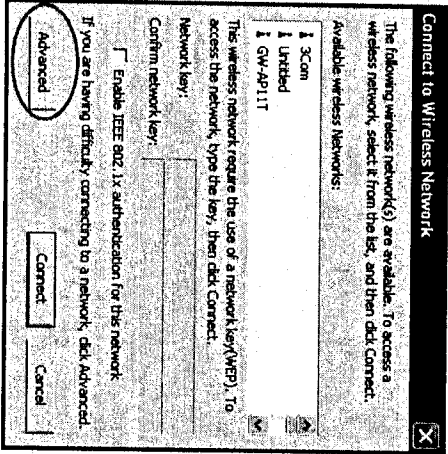 Connect to Wireless Network
The following wireless network(s) are available. To access a
wireless network, select it from the list, and then click Connect.
Available wireless Networks:
3Com
Untitled
GW-AP11T
This wireless network require the use of a network key(WEP). To
access the network, type the key, then click Connect.
Network key:
Confirm network key:
Enable IEEE 802.1x authentication for this network
If you are having difficulty connecting to a network, click Advanced.
Advanced
Connect
Cancel